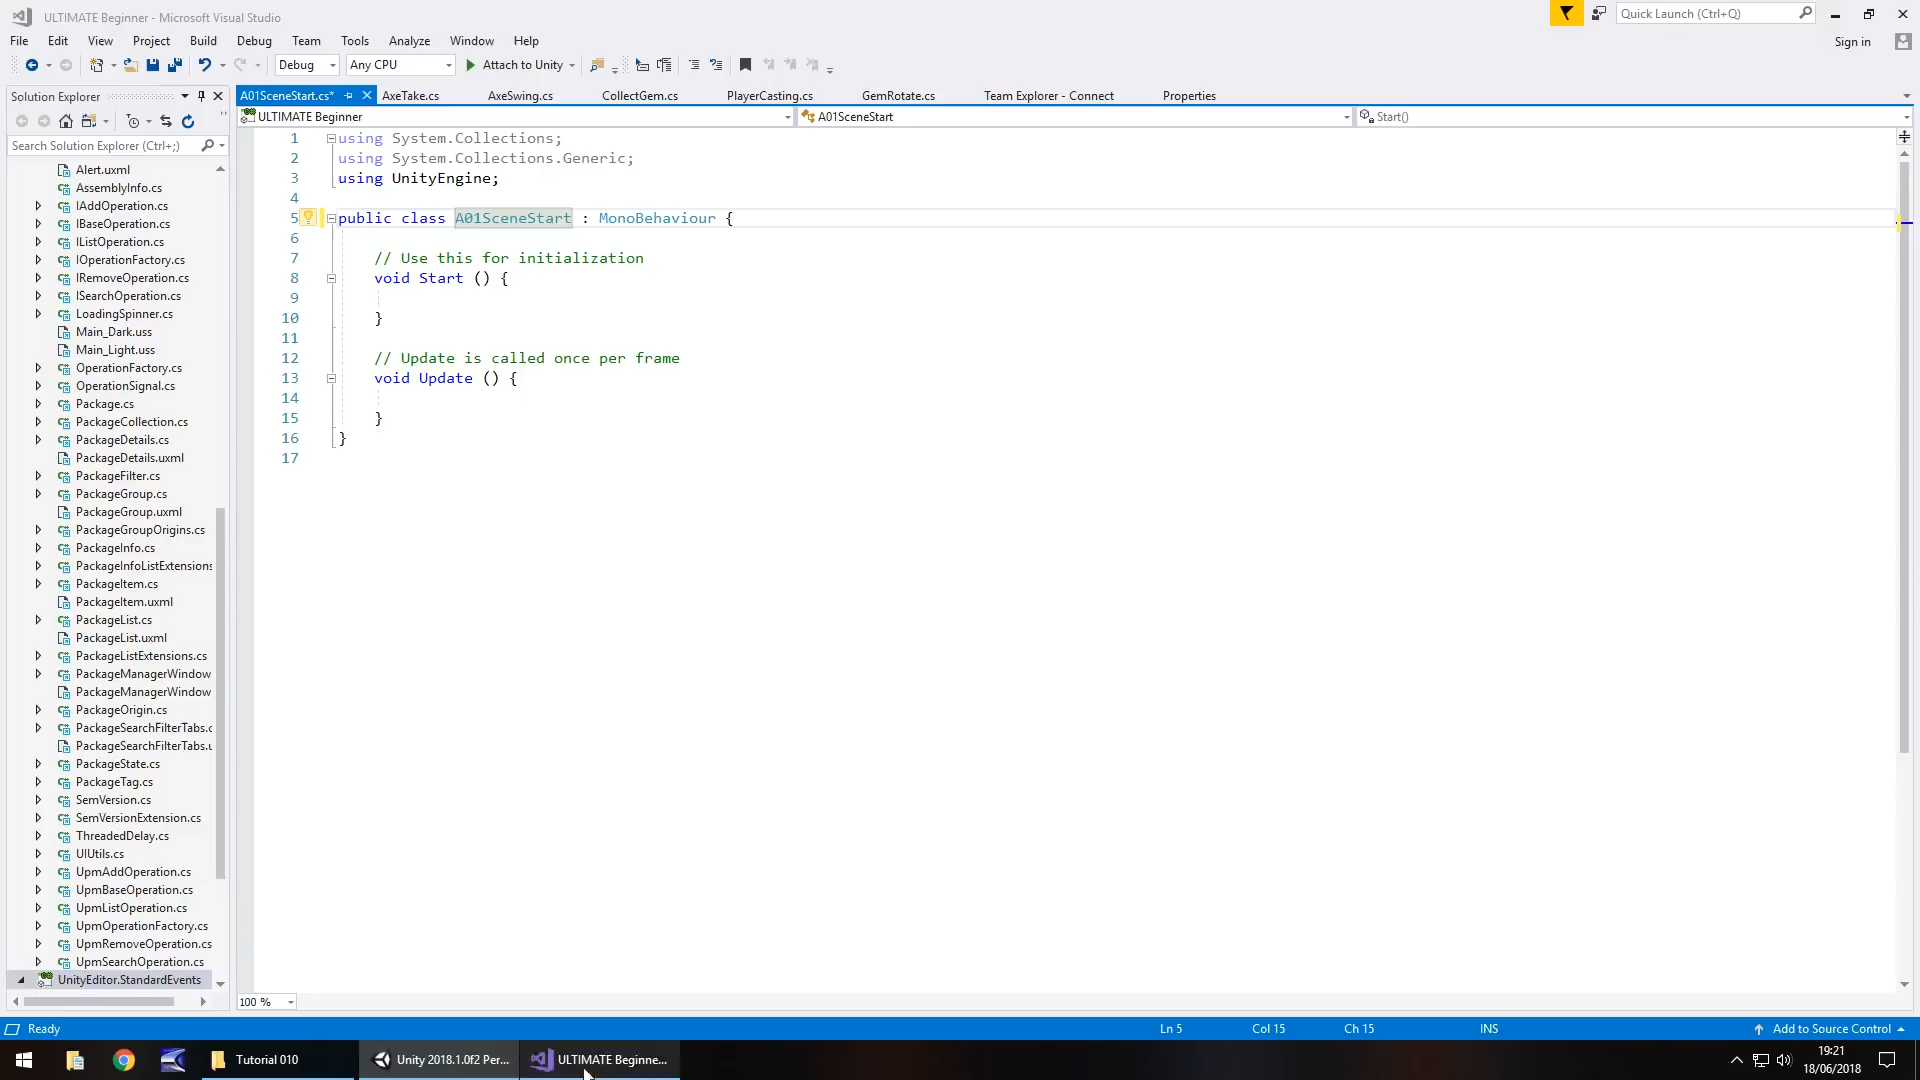 ULTIMATE Beginner - Microsoft Visual Studio
Quick Launch (Ctrl+Q)
File Edit View Project Build Debug Team Tools Analyze Window Help
Sign in
Debug Any CPU Attach to Unity
Solution Explorer
A01SceneStart.cs* AxeTake.cs AxeSwing.cs CollectGem.cs PlayerCasting.cs GemRotate.cs Team Explorer - Connect Properties
ULTIMATE Beginner A01SceneStart Start()
Search Solution Explorer (Ctrl+;)
Alert.uxml
AssemblyInfo.cs
IAddOperation.cs
IBaseOperation.cs
IListOperation.cs
IOperationFactory.cs
IRemoveOperation.cs
ISearchOperation.cs
LoadingSpinner.cs
Main_Dark.uss
Main_Light.uss
OperationFactory.cs
OperationSignal.cs
Package.cs
PackageCollection.cs
PackageDetails.cs
PackageDetails.uxml
PackageFilter.cs
PackageGroup.cs
PackageGroup.uxml
PackageGroupOrigins.cs
PackageInfo.cs
PackageInfoListExtensions
PackageItem.cs
PackageItem.uxml
PackageList.cs
PackageList.uxml
PackageListExtensions.cs
PackageManagerWindow
PackageManagerWindow
PackageOrigin.cs
PackageSearchFilterTabs.c
PackageSearchFilterTabs.u
PackageState.cs
PackageTag.cs
SemVersion.cs
SemVersionExtension.cs
ThreadedDelay.cs
UIUtils.cs
UpmAddOperation.cs
UpmBaseOperation.cs
UpmListOperation.cs
UpmOperationFactory.cs
UpmRemoveOperation.cs
UpmSearchOperation.cs
UnityEditor.StandardEvents
1 using System.Collections;
2 using System.Collections.Generic;
3 using UnityEngine;
4
5 public class A01SceneStart : MonoBehaviour {
6
7 // Use this for initialization
8 void Start () {
9
10 }
11
12 // Update is called once per frame
13 void Update () {
14
15 }
16 }
17
100 %
Ready Ln 5 Col 15 Ch 15 INS Add to Source Control
Tutorial 010 Unity 2018.1.0f2 Per... ULTIMATE Beginne...
19:21
18/06/2018